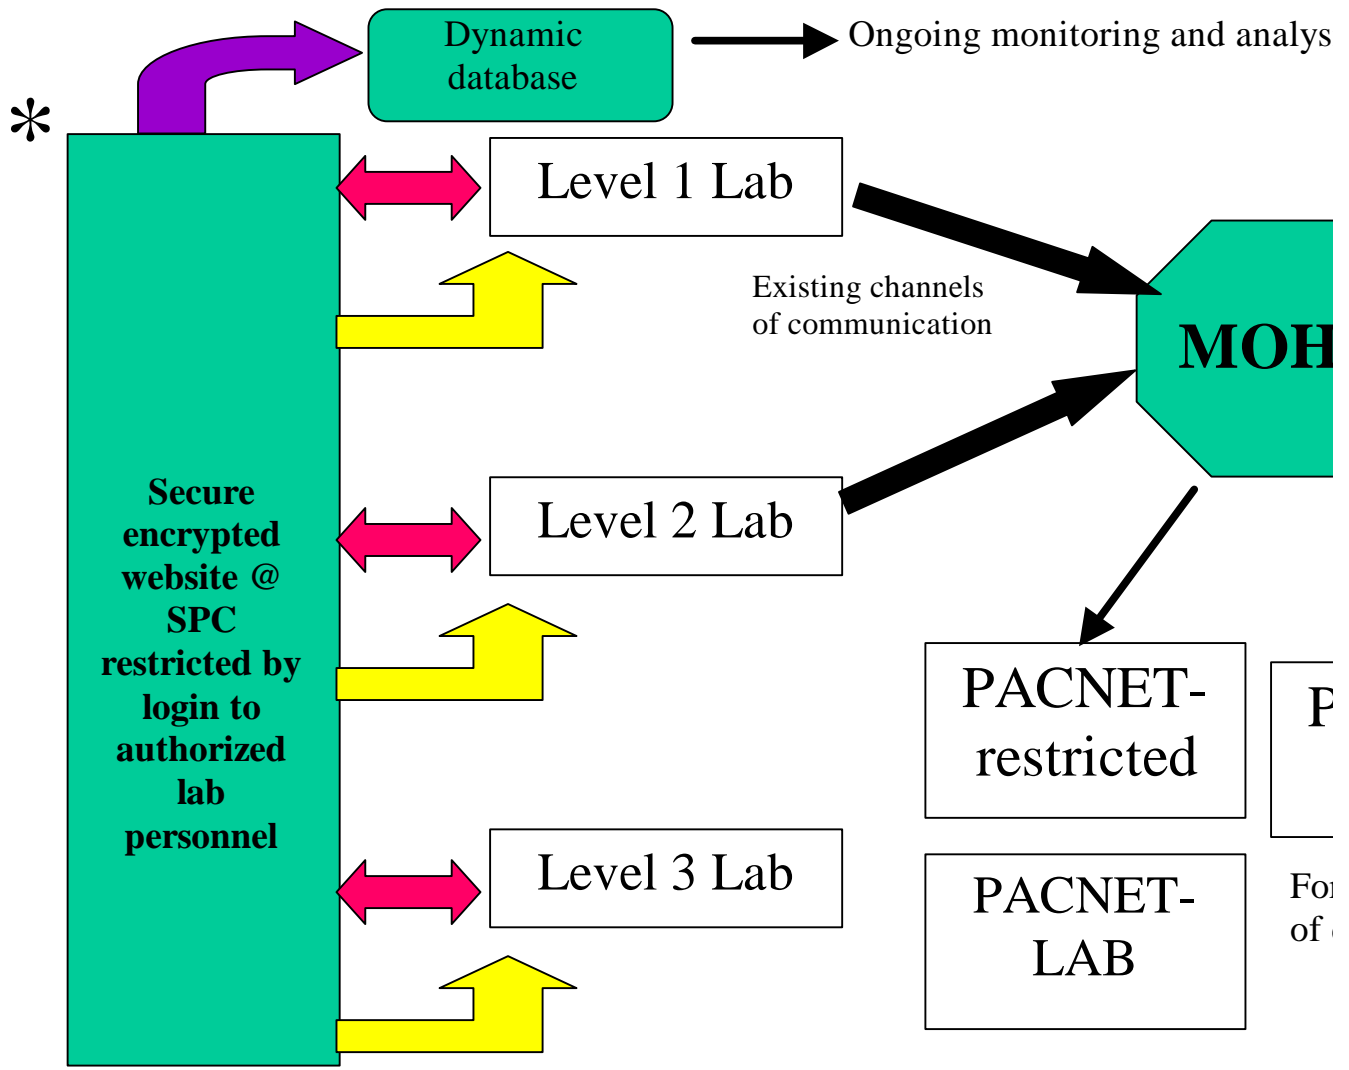 Dynamic
database
Ongoing monitoring and analys
*
Level 1 Lab
Existing channels
of communication
MOH
Secure
encrypted
website @
SPC
restricted by
login to
authorized
lab
personnel
Level 2 Lab
PACNET-
restricted
P
Level 3 Lab
PACNET-
LAB
For
of